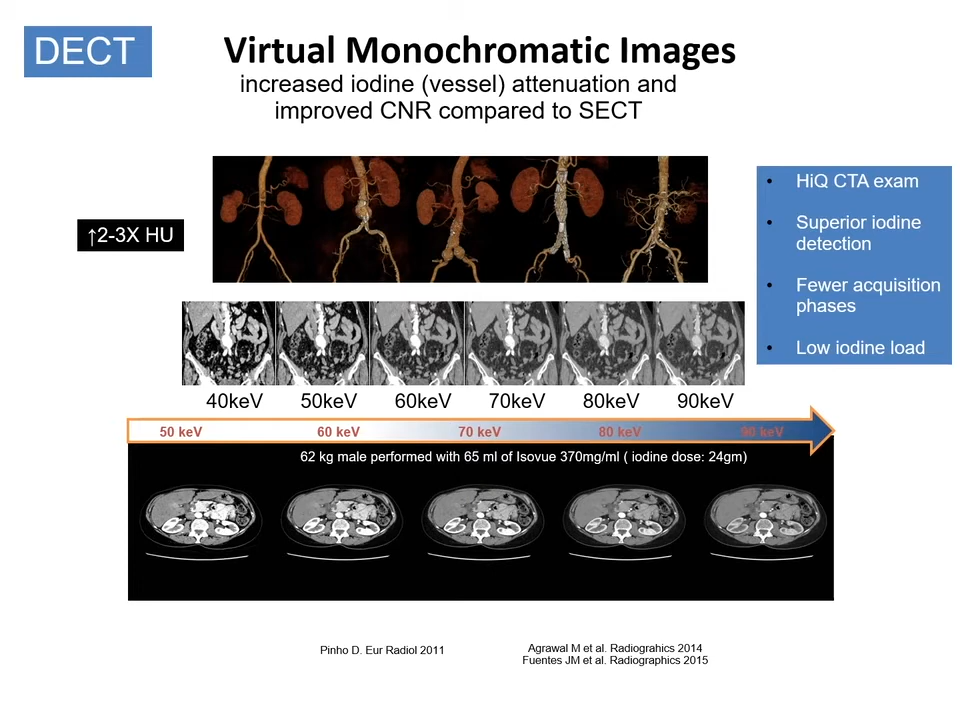 DECT
Virtual Monochromatic Images
increased iodine (vessel) attenuation and
improved CNR compared to SECT
↑2-3X HU
• HiQ CTA exam
• Superior iodine
detection
• Fewer acquisition
phases
• Low iodine load
40keV 50keV 60keV 70keV 80keV 90keV
50 keV 60 keV 70 keV 80 keV 90 keV
62 kg male performed with 65 ml of Isovue 370mg/ml ( iodine dose: 24gm)
Pinho D. Eur Radiol 2011
Agrawal M et al. Radiograhics 2014
Fuentes JM et al. Radiographics 2015